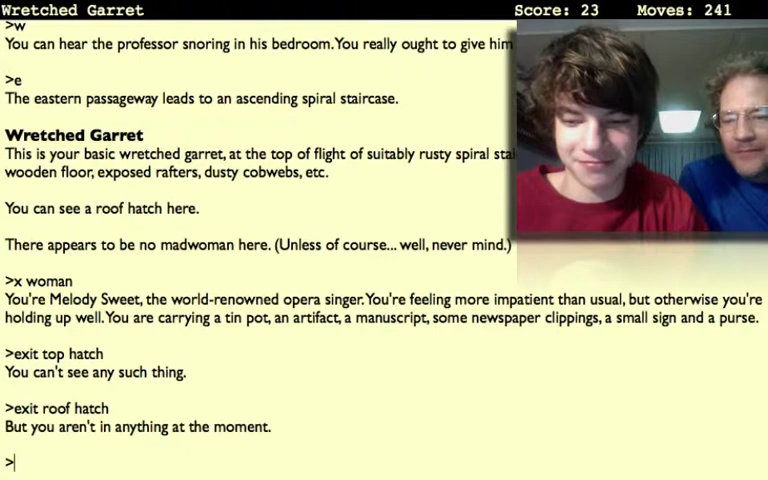 Wretched Garret Score: 23 Moves: 241
>w
You can hear the professor snoring in his bedroom.You really ought to give him
>e
The eastern passageway leads to an ascending spiral staircase.
Wretched Garret
This is your basic wretched garret, at the top of flight of suitably rusty spiral
wooden floor, exposed rafters, dusty cobwebs, etc.
You can see a roof hatch here.
There appears to be no madwoman here. (Unless of course... well, never mind.)
>x woman
You're Melody Sweet, the world-renowned opera singer.You're feeling more impatient than usual, but otherwise you're
holding up well.You are carrying a tin pot, an artifact, a manuscript, some newspaper clippings, a small sign and a purse.
>exit top hatch
You can't see any such thing.
>exit roof hatch
But you aren't in anything at the moment.
>